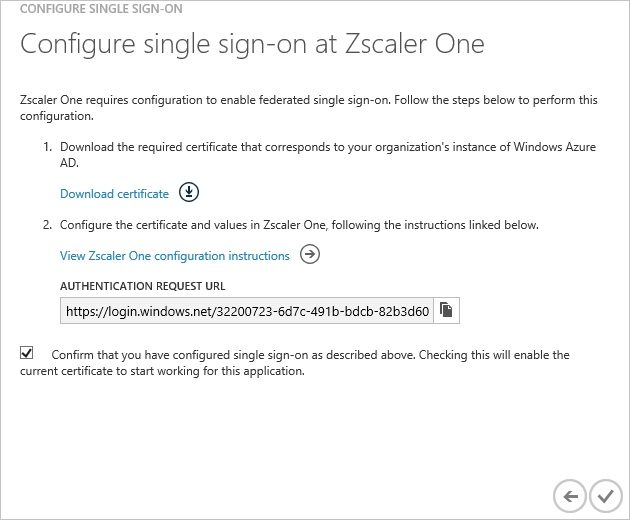 CONFIGURE SINGLE SIGN-ON
Configure single sign-on at Zscaler One
Zscaler One requires configuration to enable federated single sign-on. Follow the steps below to perform this
configuration.
1. Download the required certificate that corresponds to your organization's instance of Windows Azure
AD.
Download certificate
2. Configure the certificate and values in Zscaler One, following the instructions linked below.
View Zscaler One configuration instructions
AUTHENTICATION REQUEST URL
https://login.windows.net/32200723-6d7c-491b-bdcb-82b3d60
Confirm that you have configured single sign-on as described above. Checking this will enable the
current certificate to start working for this application.